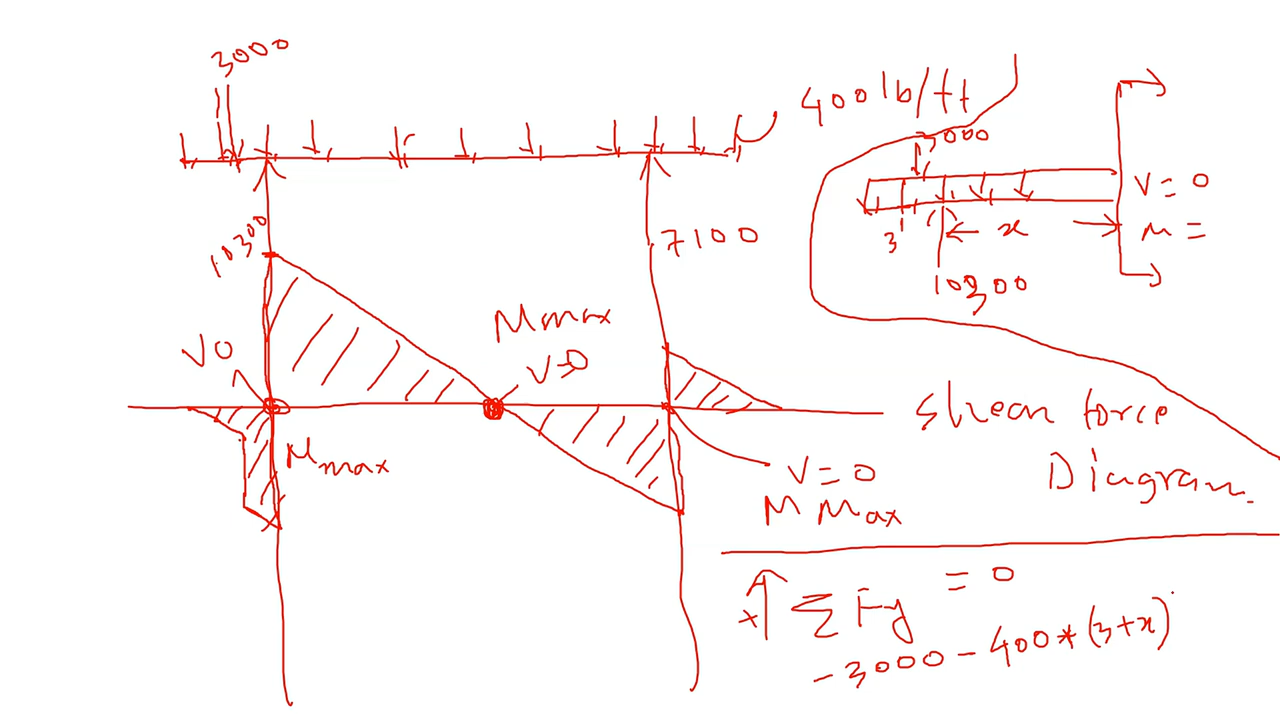 3000
400 lb/ft
3000
V = 0
M =
3'
x
10300
10300
7100
Mmax
V=0
V0
Mmax
Shear force
Diagram.
V = 0
M Max
+↑ Σ Fy = 0
-3000 - 400 * (3+x)